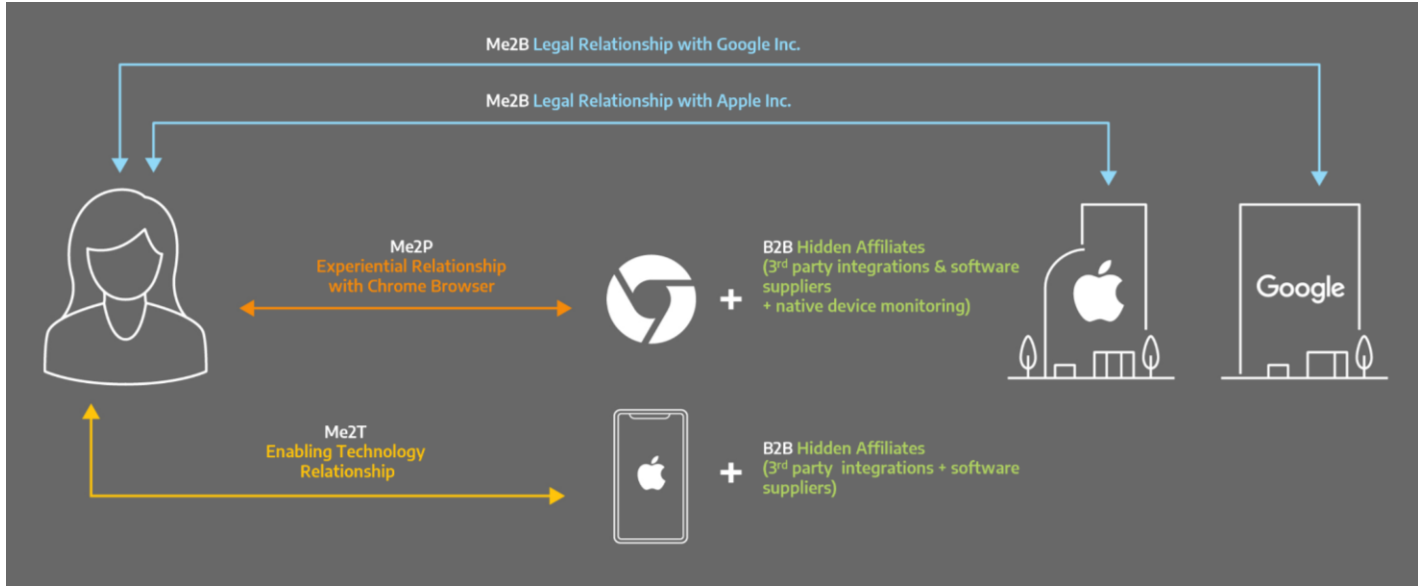 Me2B Legal Relationship with Google Inc.
Me2B Legal Relationship with Apple Inc.
Me2P
Experiential Relationship
with Chrome Browser
B2B Hidden Affiliates
(3rd party integrations & software
suppliers
+ native device monitoring)
Google
Me2T
Enabling Technology
Relationship
B2B Hidden Affiliates
(3rd party  integrations + software
suppliers)